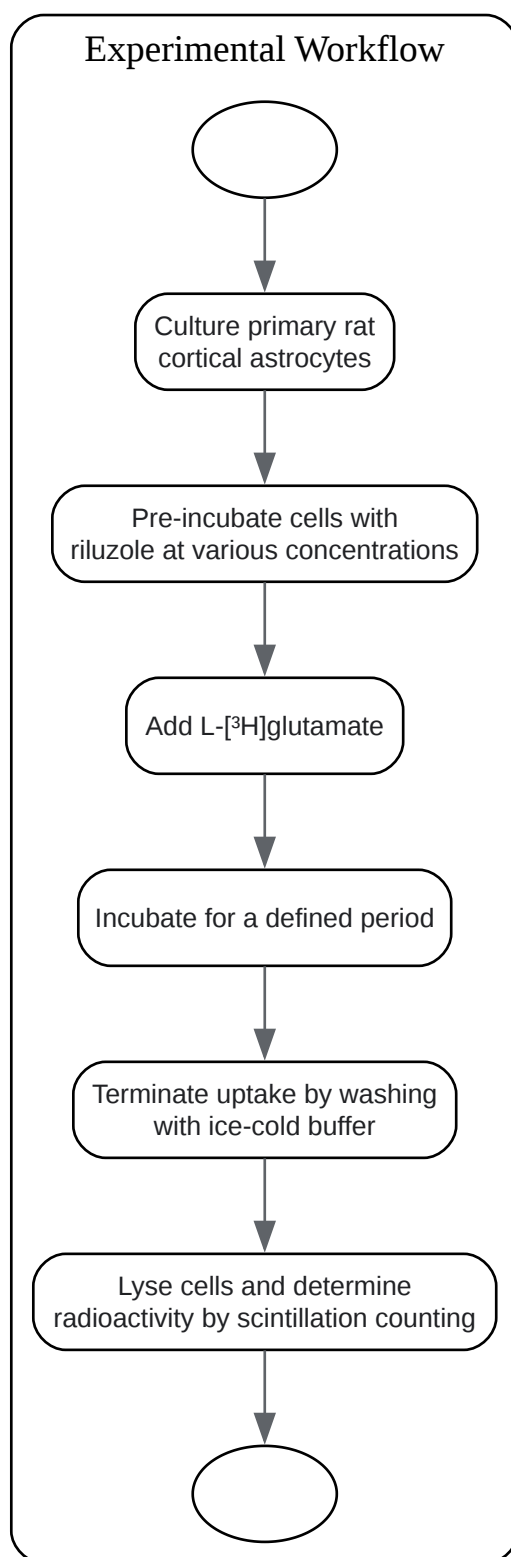 Experimental Workflow
Culture primary rat
cortical astrocytes
Pre-incubate cells with
riluzole at various concentrations
Add L-[³H]glutamate
Incubate for a defined period
Terminate uptake by washing
with ice-cold buffer
Lyse cells and determine
radioactivity by scintillation counting